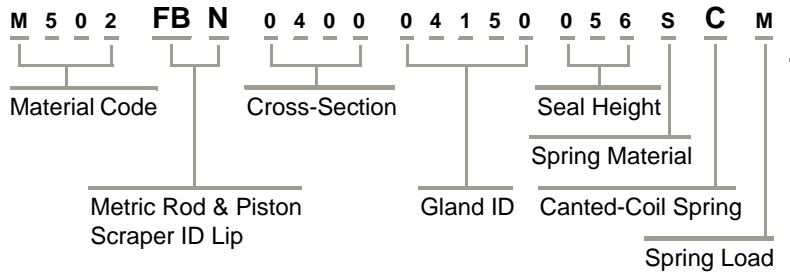 M 5 0 2 FB N 0 4 0 0 0 4 1 5 0 0 5 6 S C M
Material Code
Cross-Section
Seal Height
Spring Material
Metric Rod & Piston
Scraper ID Lip
Gland ID
Canted-Coil Spring
Spring Load